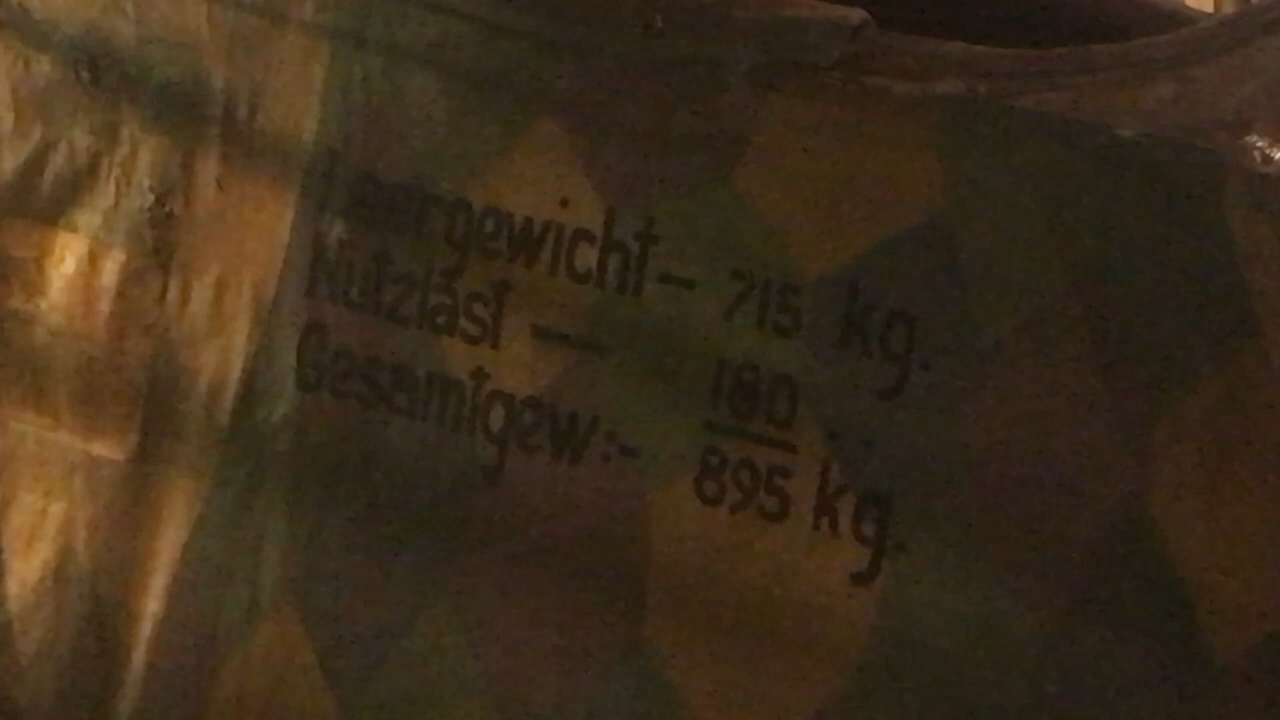 Leergewicht — 715 kg.
Nutzlast — 180
Gesamtgew:- 895 kg.